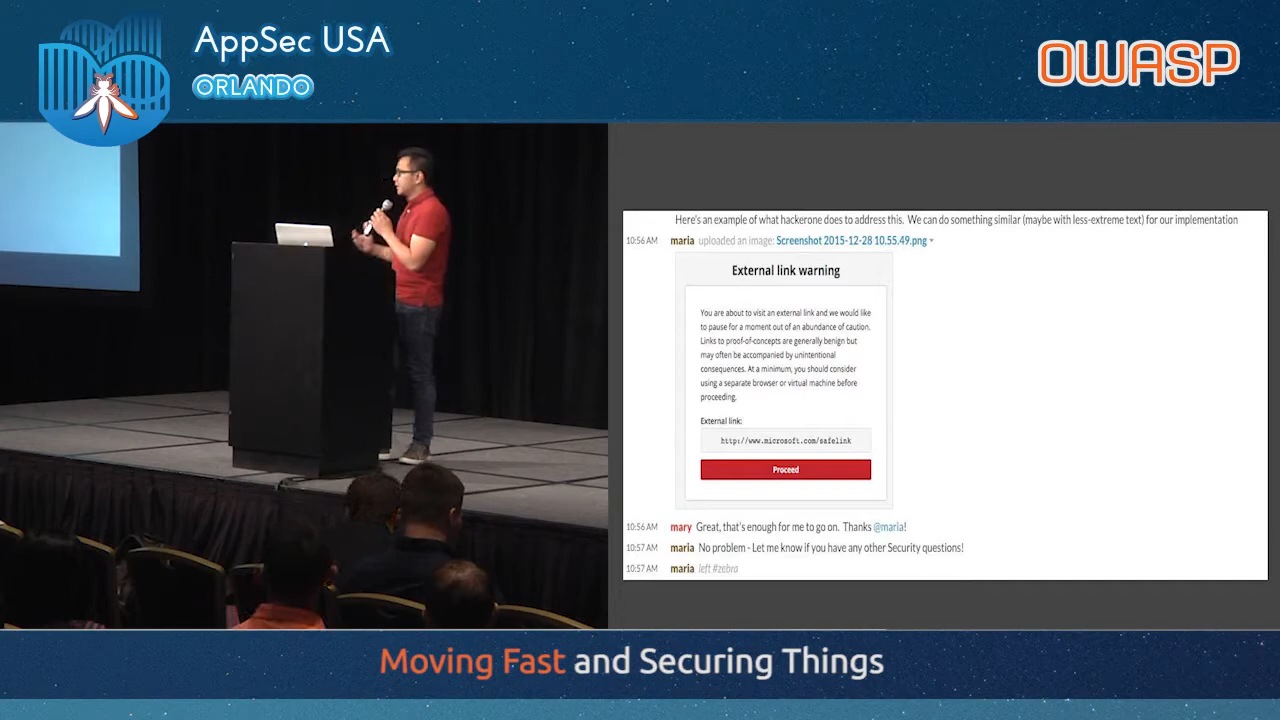 AppSec USA
ORLANDO
OWASP
Here's an example of what hackerone does to address this. We can do something similar (maybe with less-extreme text) for our implementation
10:56 AM maria uploaded an image: Screenshot 2015-12-28 10.55.49.png
External link warning
You are about to visit an external link and we would like
to pause for a moment out of an abundance of caution.
Links to proof-of-concepts are generally benign but
may often be accompanied by unintentional
consequences. At a minimum, you should consider
using a separate browser or virtual machine before
proceeding.
External link:
http://www.microsoft.com/safelink
Proceed
10:56 AM mary Great, that's enough for me to go on. Thanks @maria!
10:57 AM maria No problem - Let me know if you have any other Security questions!
10:57 AM maria left #zebra
Moving Fast and Securing Things